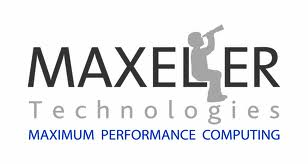 MAXELER
Technologies
MAXIMUM PERFORMANCE COMPUTING